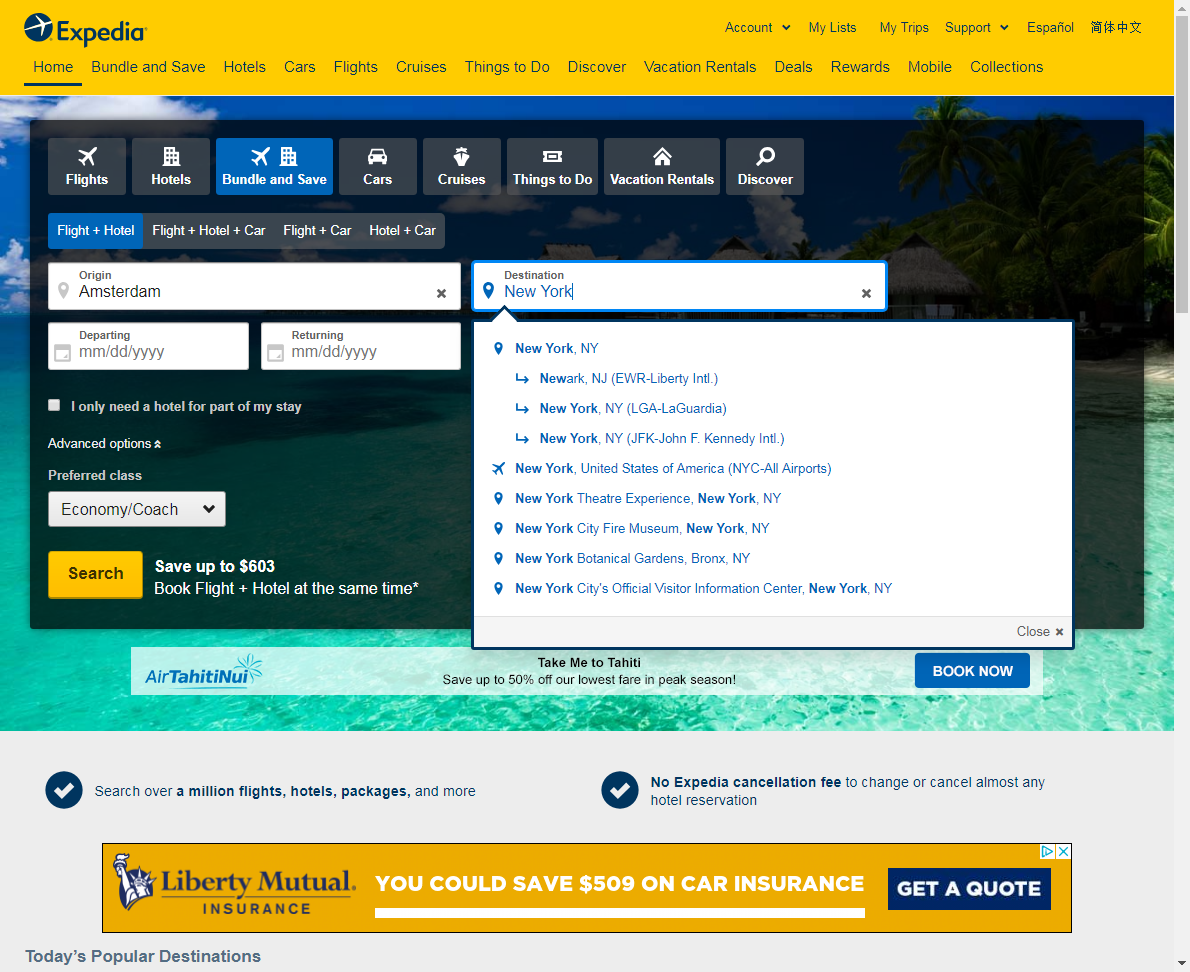 Expedia
Account
My Lists
My Trips
Support
Español
简体中文
Home
Bundle and Save
Hotels
Cars
Flights
Cruises
Things to Do
Discover
Vacation Rentals
Deals
Rewards
Mobile
Collections
Flights
Hotels
Bundle and Save
Cars
Cruises
Things to Do
Vacation Rentals
Discover
Flight + Hotel
Flight + Hotel + Car
Flight + Car
Hotel + Car
Origin
Amsterdam
Destination
New York
Departing
mm/dd/yyyy
Returning
mm/dd/yyyy
New York, NY
Newark, NJ (EWR-Liberty Intl.)
New York, NY (LGA-LaGuardia)
New York, NY (JFK-John F. Kennedy Intl.)
New York, United States of America (NYC-All Airports)
New York Theatre Experience, New York, NY
New York City Fire Museum, New York, NY
New York Botanical Gardens, Bronx, NY
New York City's Official Visitor Information Center, New York, NY
Close
I only need a hotel for part of my stay
Advanced options
Preferred class
Economy/Coach
Search
Save up to $603
Book Flight + Hotel at the same time*
AirTahitiNui
Take Me to Tahiti
Save up to 50% off our lowest fare in peak season!
BOOK NOW
Search over a million flights, hotels, packages, and more
No Expedia cancellation fee to change or cancel almost any
hotel reservation
Liberty Mutual.
INSURANCE
YOU COULD SAVE $509 ON CAR INSURANCE
GET A QUOTE
Today's Popular Destinations